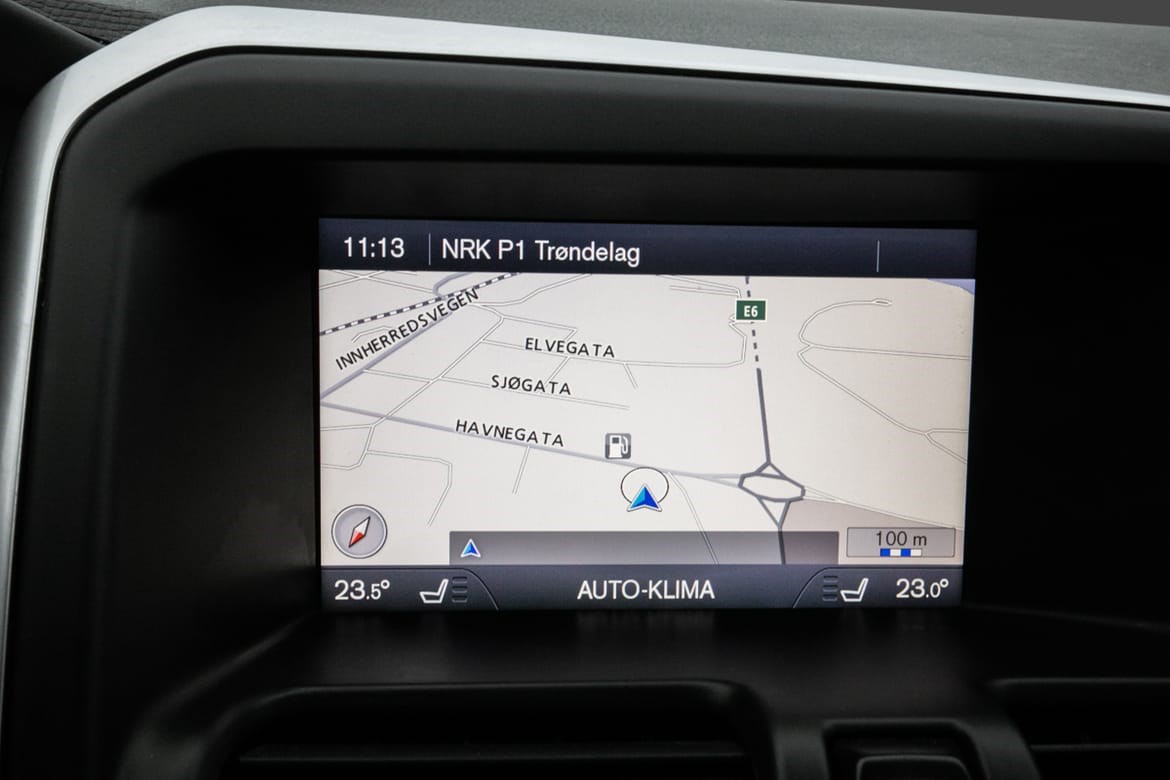 11:13 NRK P1 Trøndelag
E6
INNHERREDSVEGEN
ELVEGATA
SJØGATA
HAVNEGATA
100 m
23.5° AUTO-KLIMA 23.0°